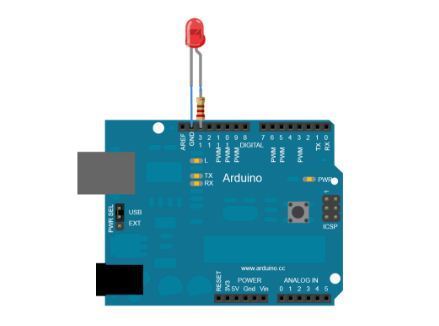 AREF
GND
13
12
11
10
9
8
7
6
5
4
3
2
1
0
PWM
PWM
PWM
DIGITAL
PWM
PWM
PWM
TX
RX
L
TX
RX
Arduino
PWR
1
PWR SEL
USB
EXT
ICSP
www.arduino.cc
POWER
ANALOG IN
RESET
3V3
5V
Gnd
Vin
0 1 2 3 4 5